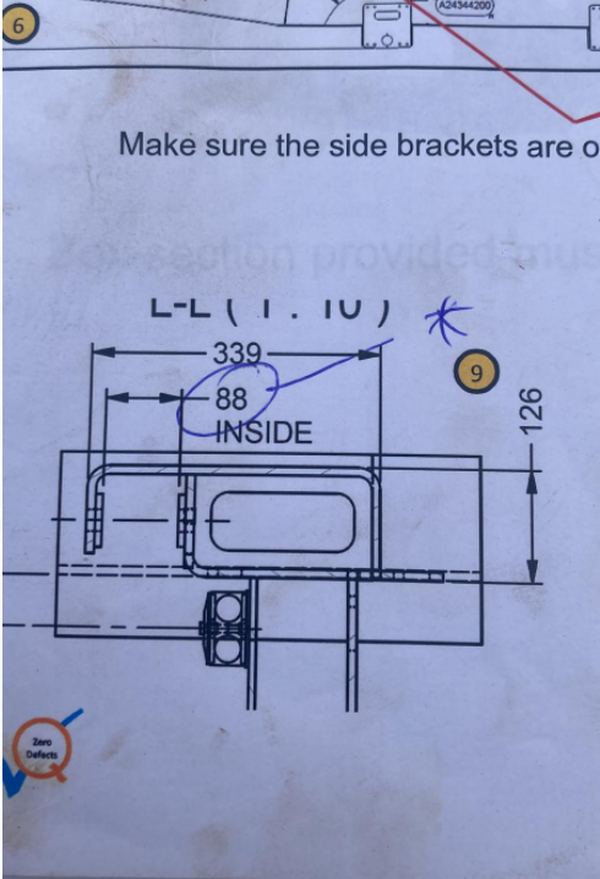 6
(A24344200)
Make sure the side brackets are o
Box section provided mus
L-L ( 1 : 10 )
339
9
88
INSIDE
126
Zero
Defects